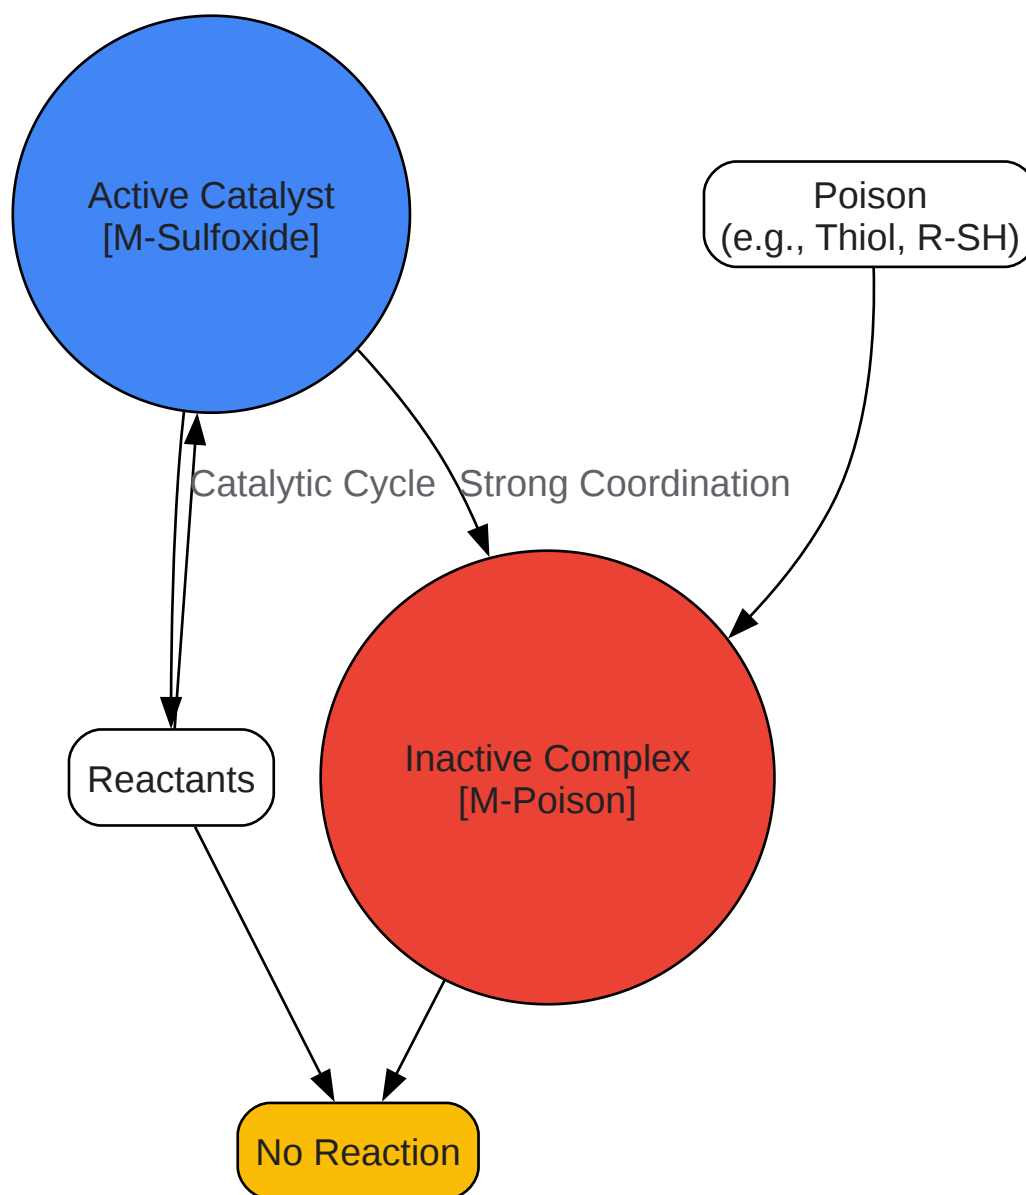 Active Catalyst
[M-Sulfoxide]
Poison
(e.g., Thiol, R-SH)
Catalytic Cycle
Strong Coordination
Reactants
Inactive Complex
[M-Poison]
No Reaction